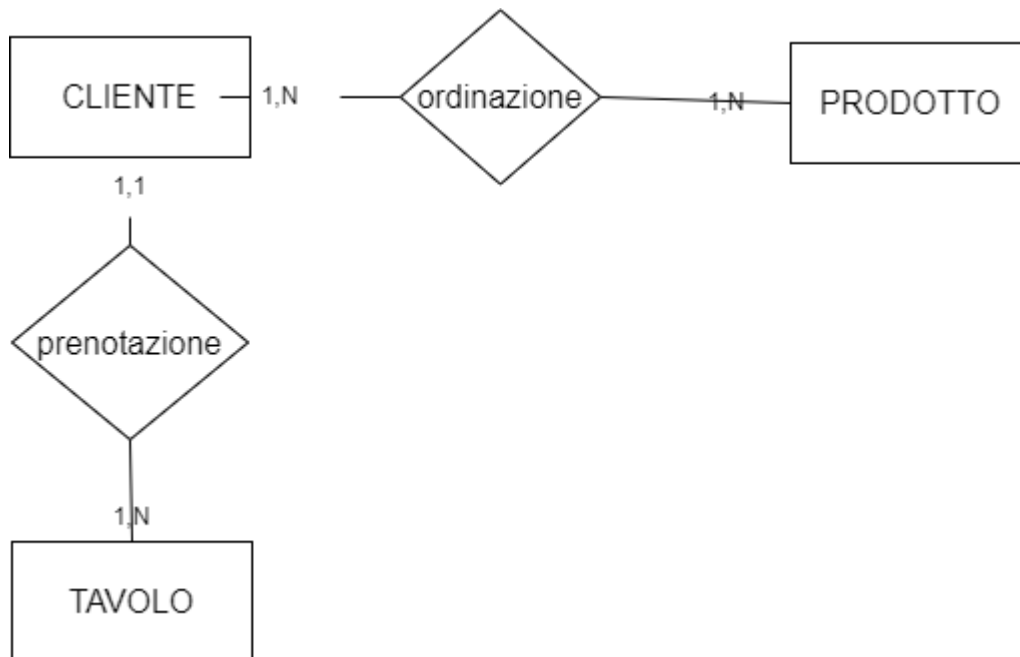 CLIENTE
1,N
ordinazione
1,N
PRODOTTO
1,1
prenotazione
1,N
TAVOLO